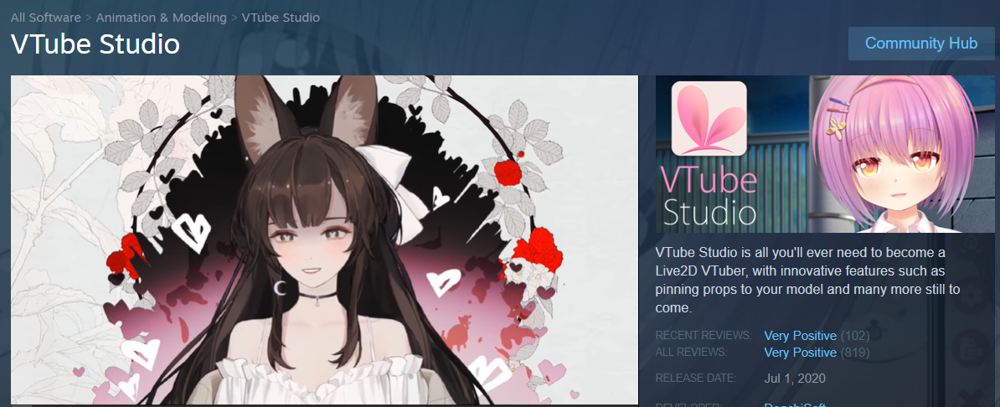 All Software > Animation & Modeling > VTube Studio
VTube Studio
Community Hub
VTube
Studio
VTube Studio is all you'll ever need to become a
Live2D VTuber, with innovative features such as
pinning props to your model and many more still to
come.
RECENT REVIEWS: Very Positive (102)
ALL REVIEWS: Very Positive (819)
RELEASE DATE: Jul 1, 2020
DEVELOPER: DenchiSoft